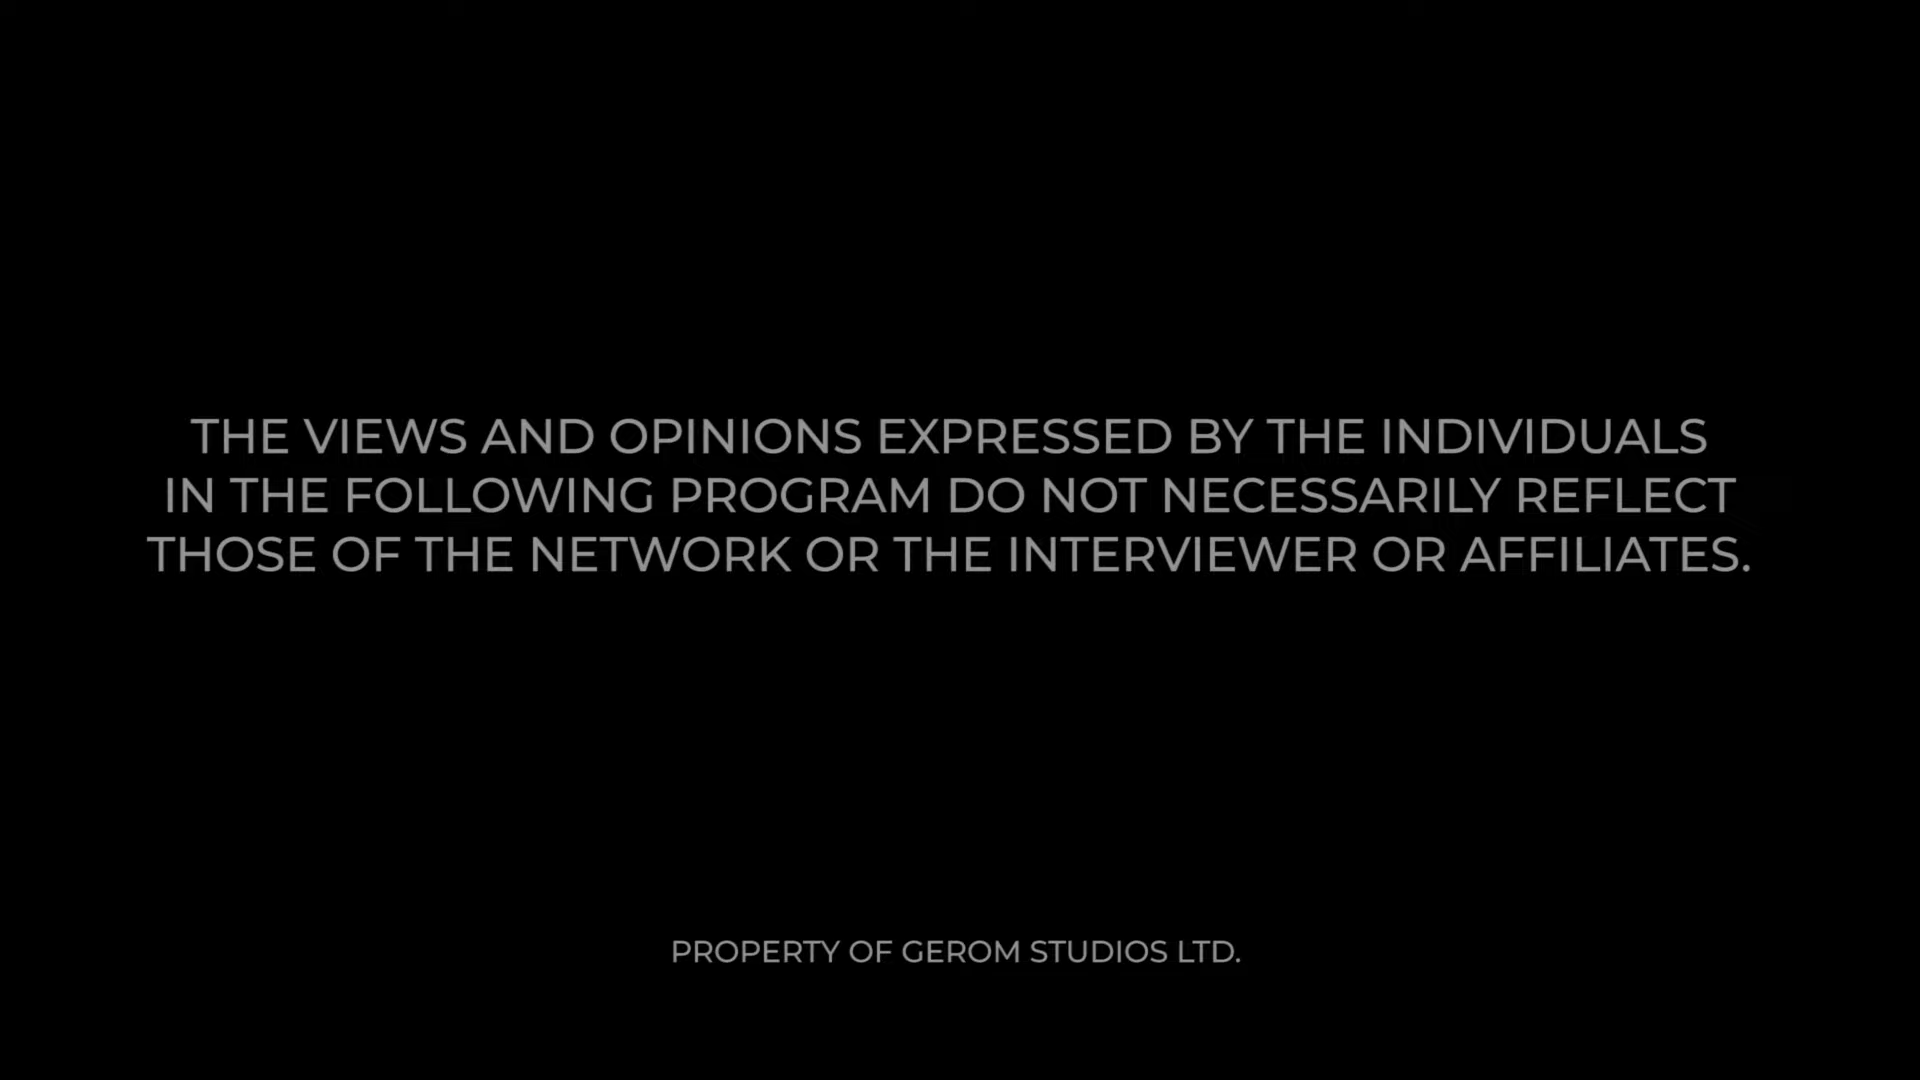 THE VIEWS AND OPINIONS EXPRESSED BY THE INDIVIDUALS
IN THE FOLLOWING PROGRAM DO NOT NECESSARILY REFLECT
THOSE OF THE NETWORK OR THE INTERVIEWER OR AFFILIATES.
PROPERTY OF GEROM STUDIOS LTD.